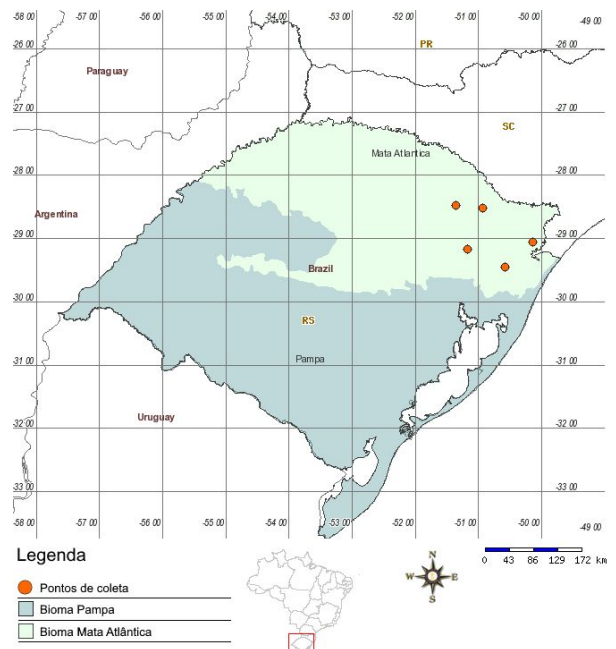 -58 00 -57 00 -56 00 -55 00 -54 00 -53 00 -52 00 -51 00 -50 00 -49 00
-26 00 -26 00
PR
Paraguay
-27 00 -27 00
SC
Mata Atlantica
-28 00 -28 00
Argentina
-29 00 -29 00
Brazil
-30 00 -30 00
RS
-31 00 -31 00
Pampa
Uruguay
-32 00 -32 00
-33 00 -33 00
-58 00 -57 00 -56 00 -55 00 -54 00 -53 00 -52 00 -51 00 -50 00 -49 00
Legenda
Pontos de coleta
Bioma Pampa
Bioma Mata Atlântica
N
W E
S
0 43 86 129 172 km